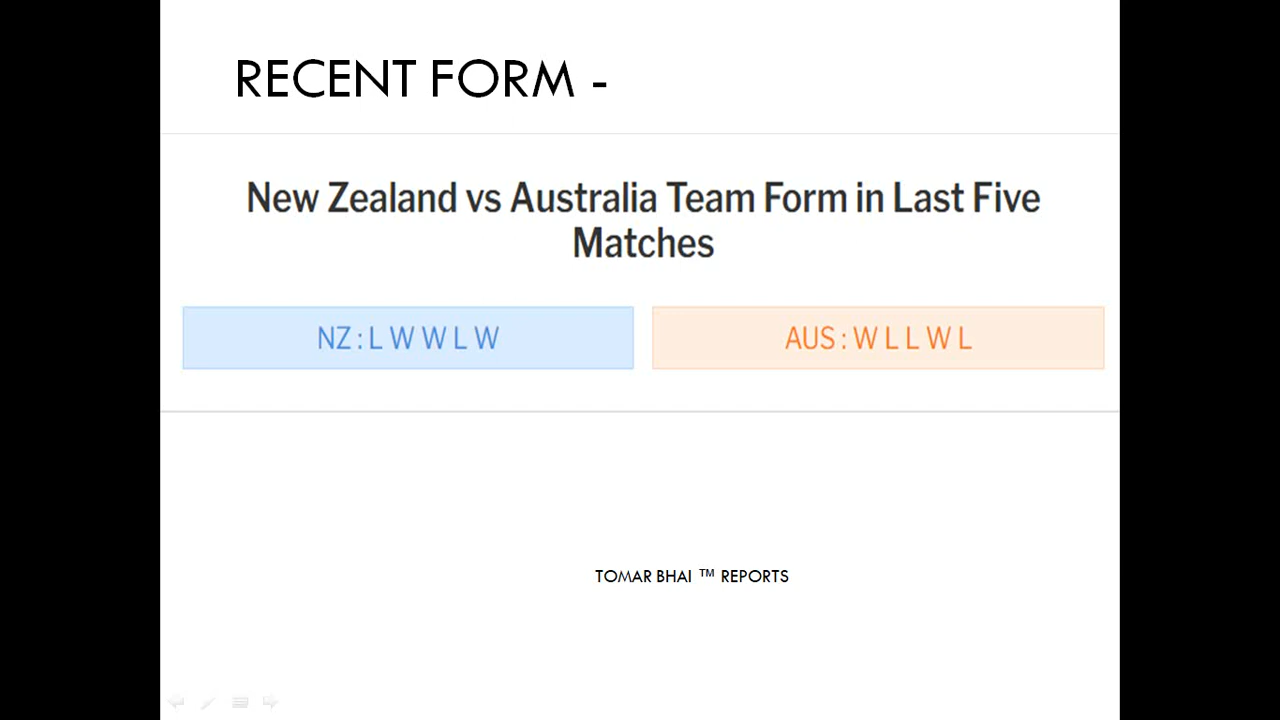 RECENT FORM -
New Zealand vs Australia Team Form in Last Five
Matches
NZ : L W W L W
AUS : W L L W L
TOMAR BHAI ™ REPORTS